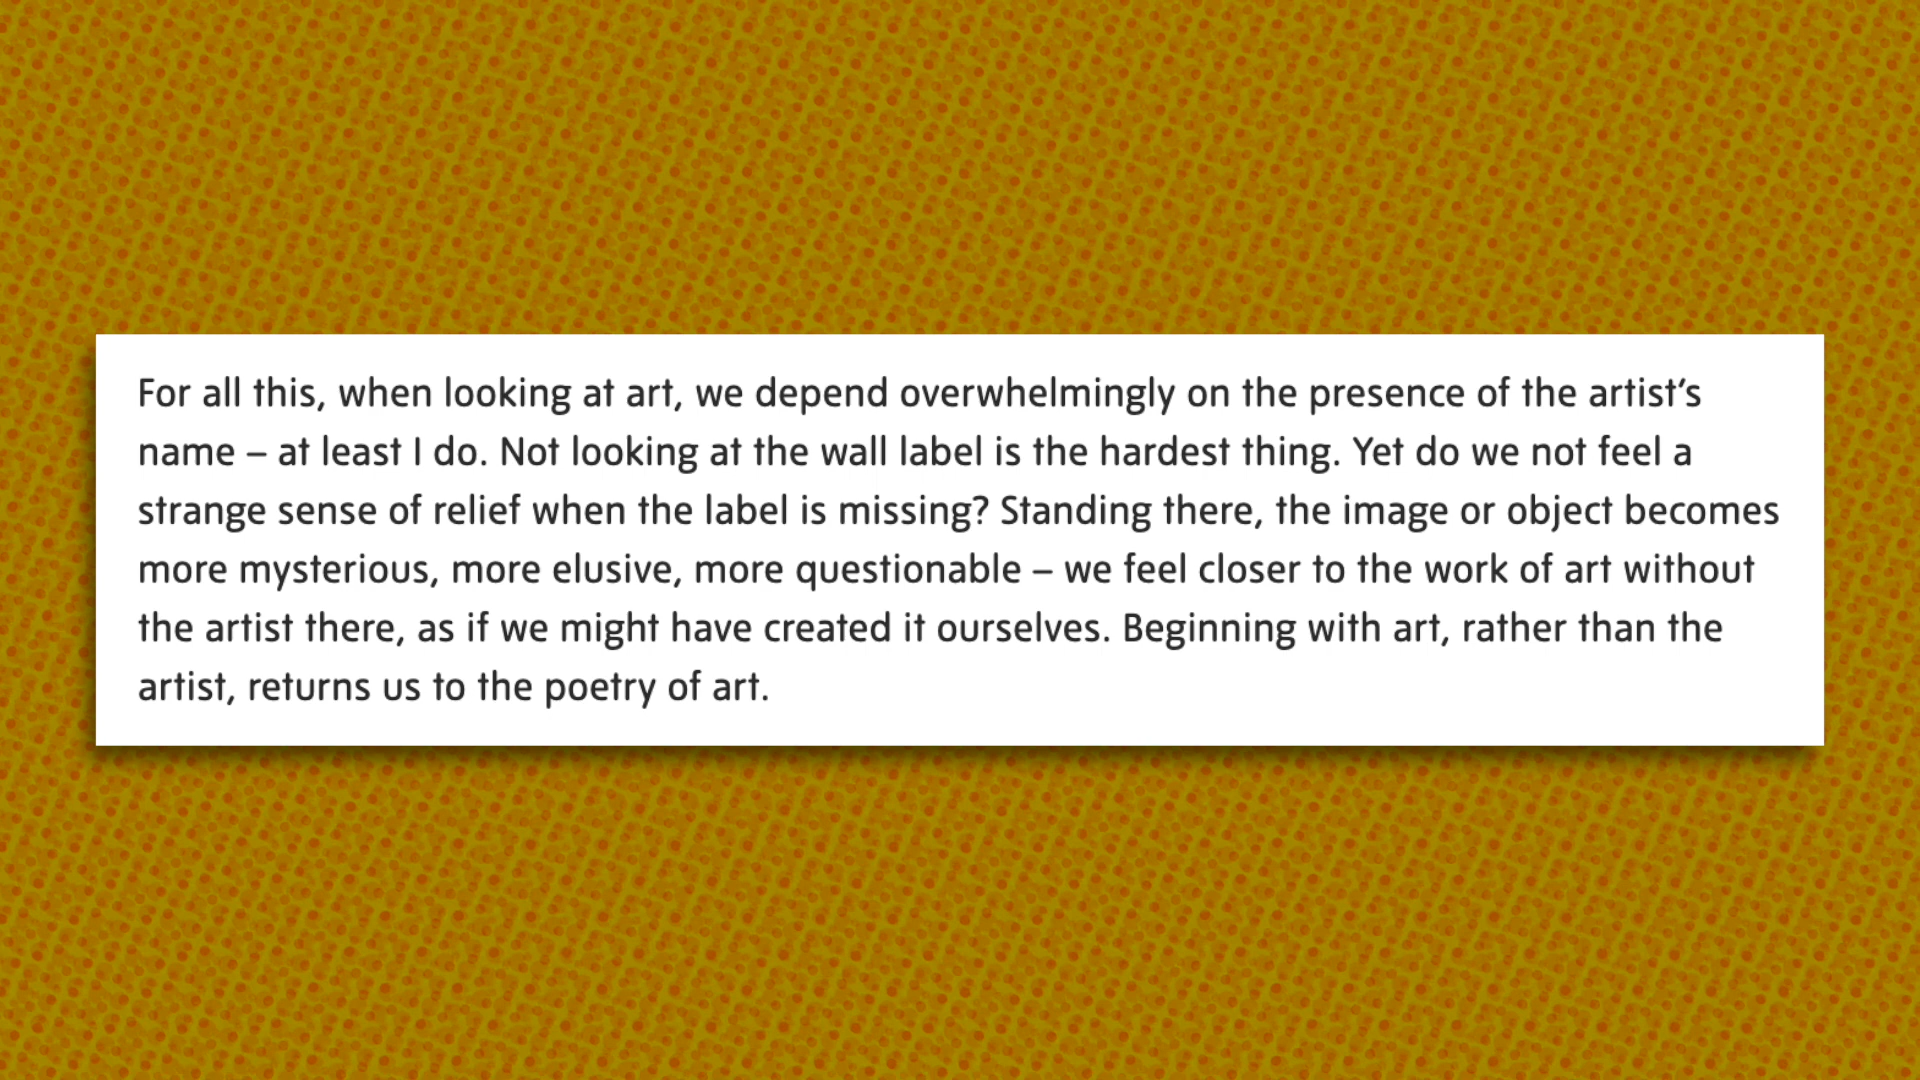 For all this, when looking at art, we depend overwhelmingly on the presence of the artist’s
name – at least I do. Not looking at the wall label is the hardest thing. Yet do we not feel a
strange sense of relief when the label is missing? Standing there, the image or object becomes
more mysterious, more elusive, more questionable – we feel closer to the work of art without
the artist there, as if we might have created it ourselves. Beginning with art, rather than the
artist, returns us to the poetry of art.